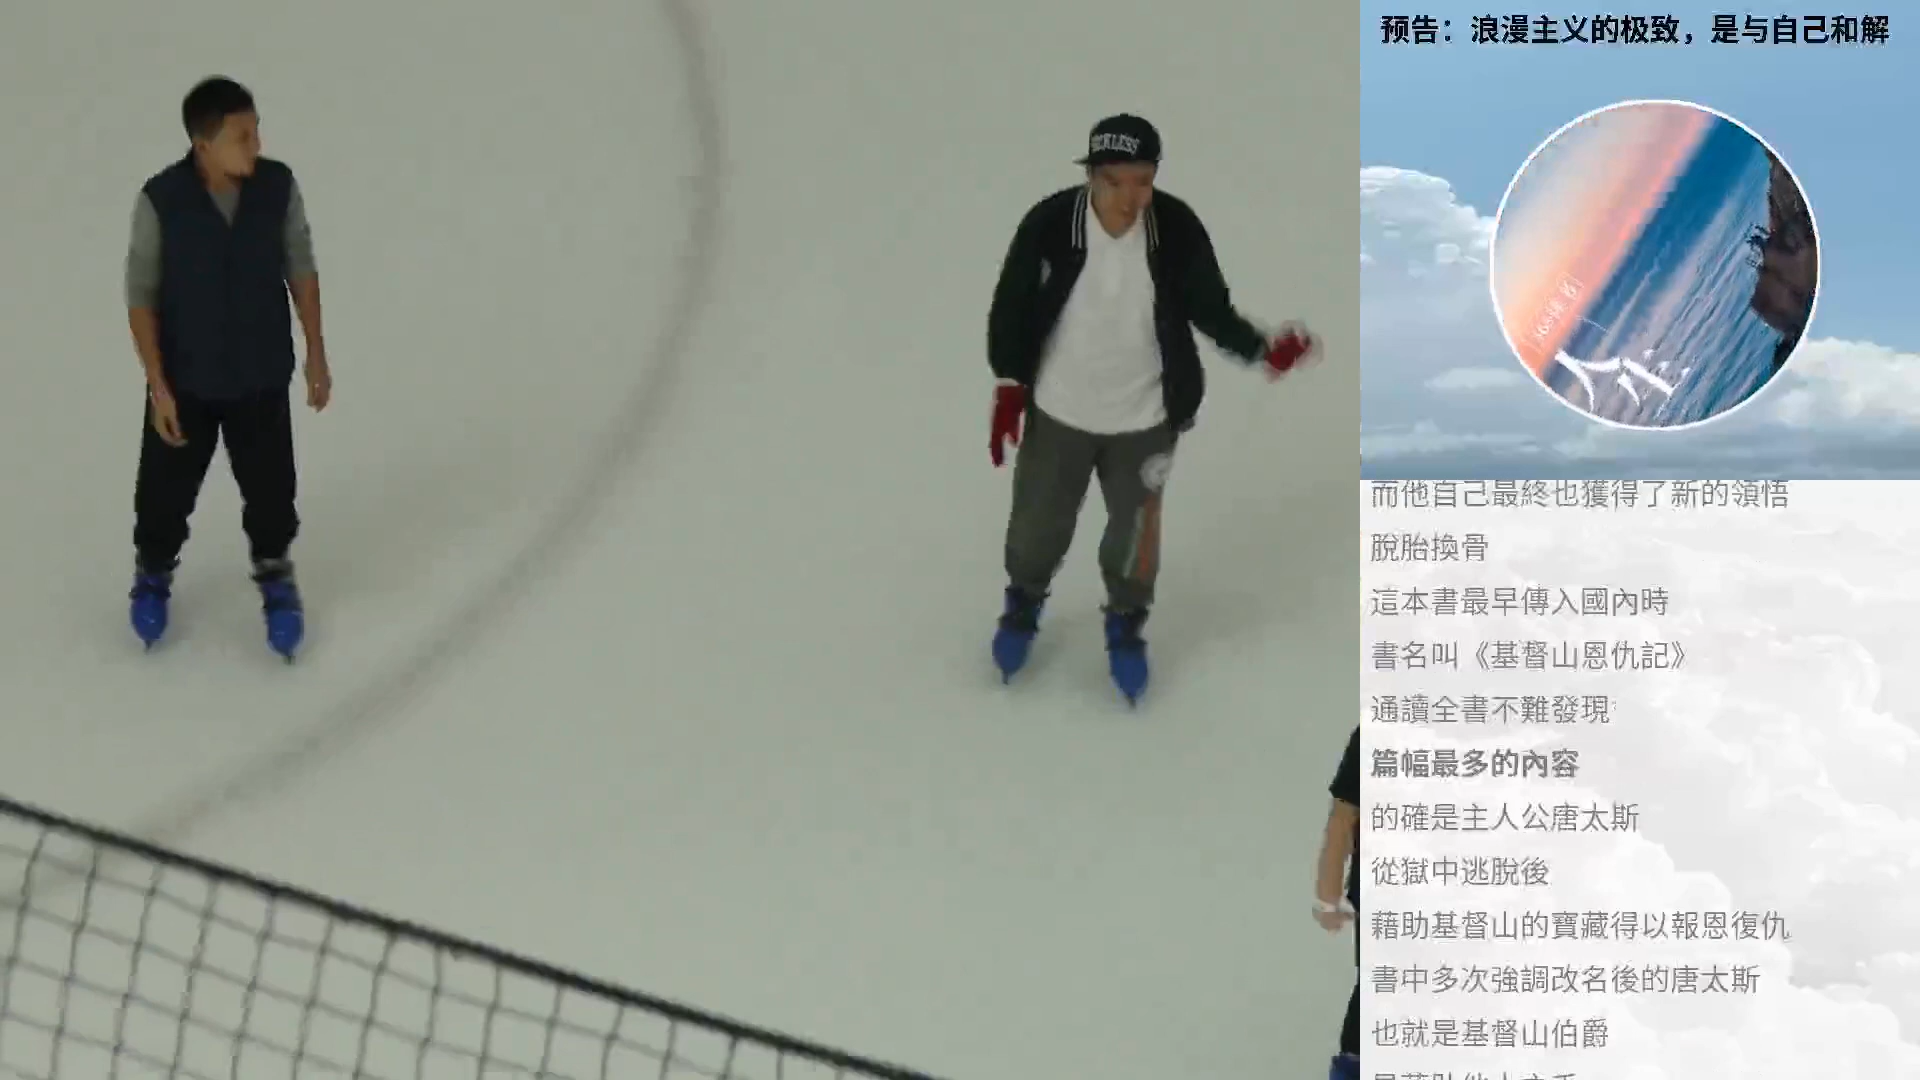 预告：浪漫主义的极致，是与自己和解
而他自己最終也獲得了新的領悟
脫胎換骨
這本書最早傳入國內時
書名叫《基督山恩仇記》
通讀全書不難發現
篇幅最多的內容
的確是主人公唐太斯
從獄中逃脫後
藉助基督山的寶藏得以報恩復仇
書中多次強調改名後的唐太斯
也就是基督山伯爵